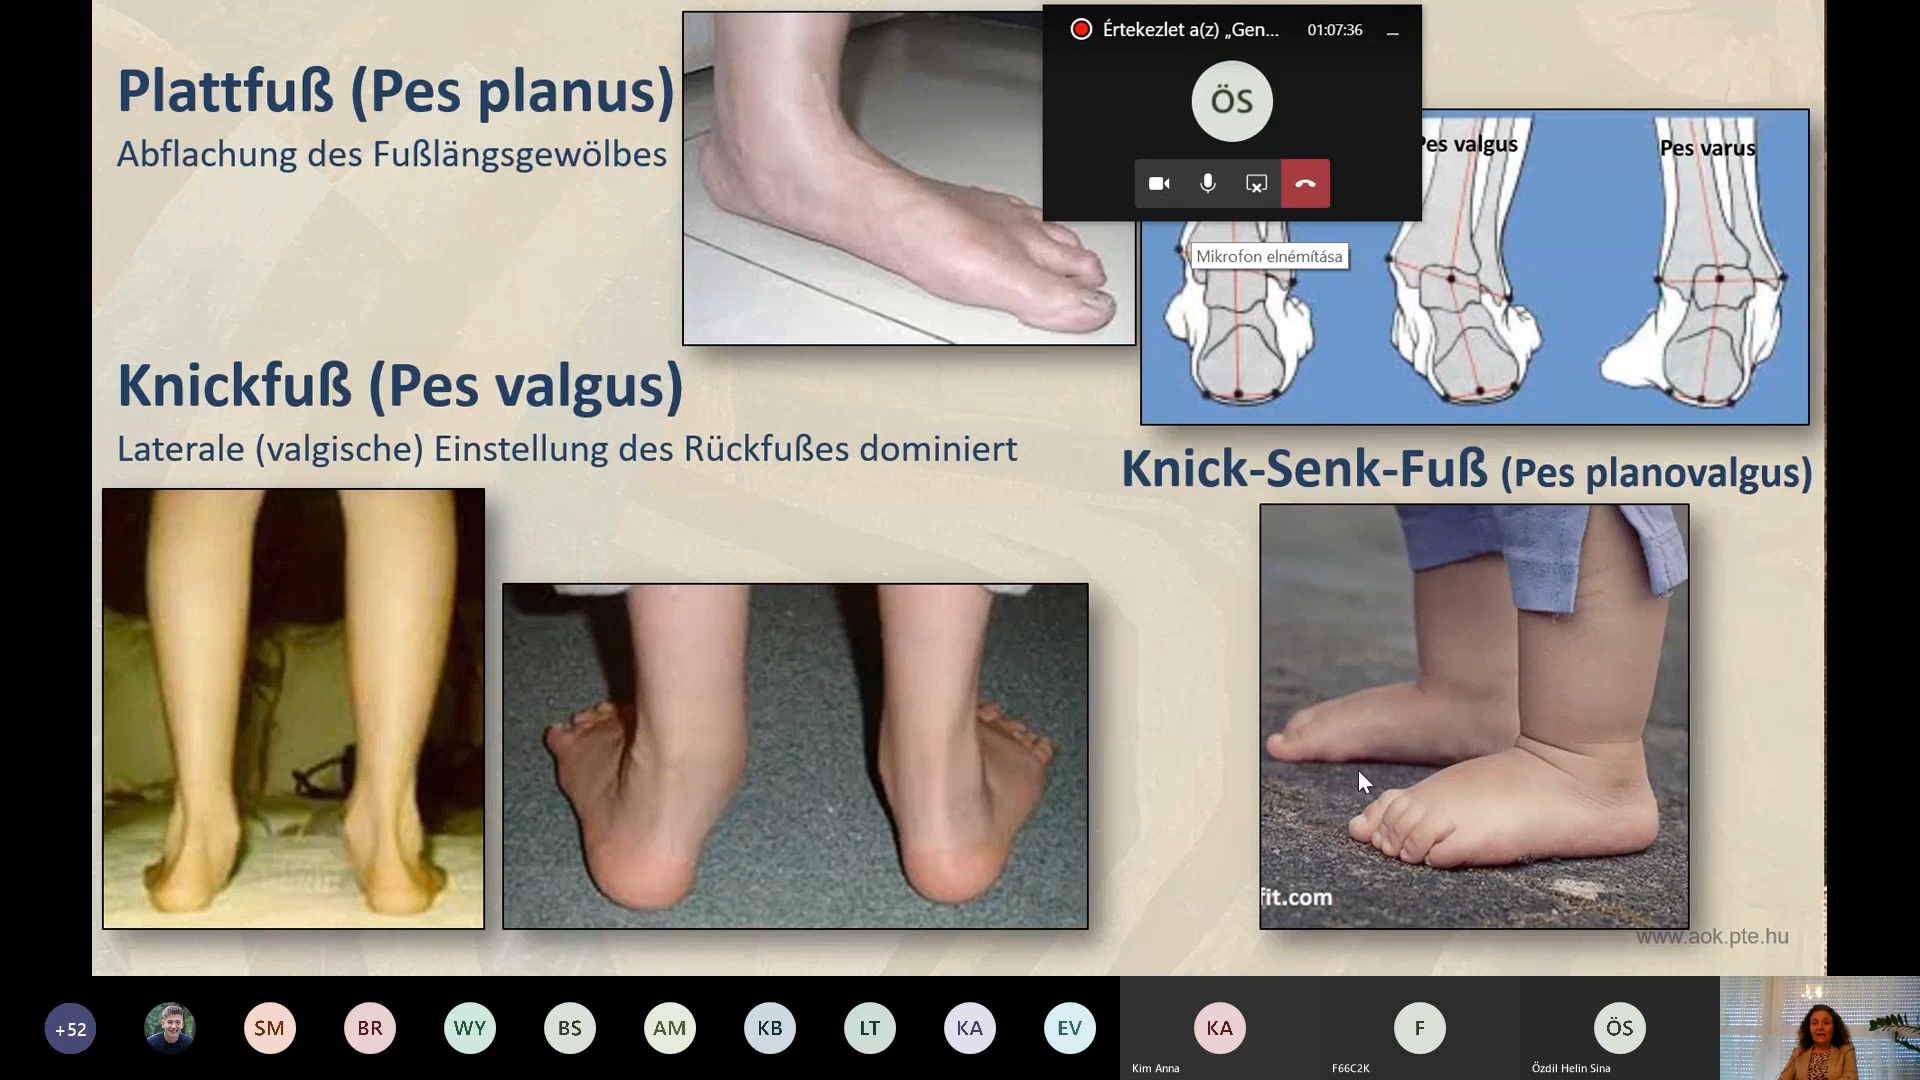 Plattfuß (Pes planus)
Abflachung des Fußlängsgewölbes
Értekezlet a(z) „Gen...
01:07:36
ÖS
Mikrofon elnémítása
Pes valgus
Pes varus
Knickfuß (Pes valgus)
Laterale (valgische) Einstellung des Rückfußes dominiert
Knick-Senk-Fuß (Pes planovalgus)
fit.com
www.aok.pte.hu
+52
SM
BR
WY
BS
AM
KB
LT
KA
EV
KA
Kim Anna
F
F66C2K
ÖS
Özdil Helin Sina